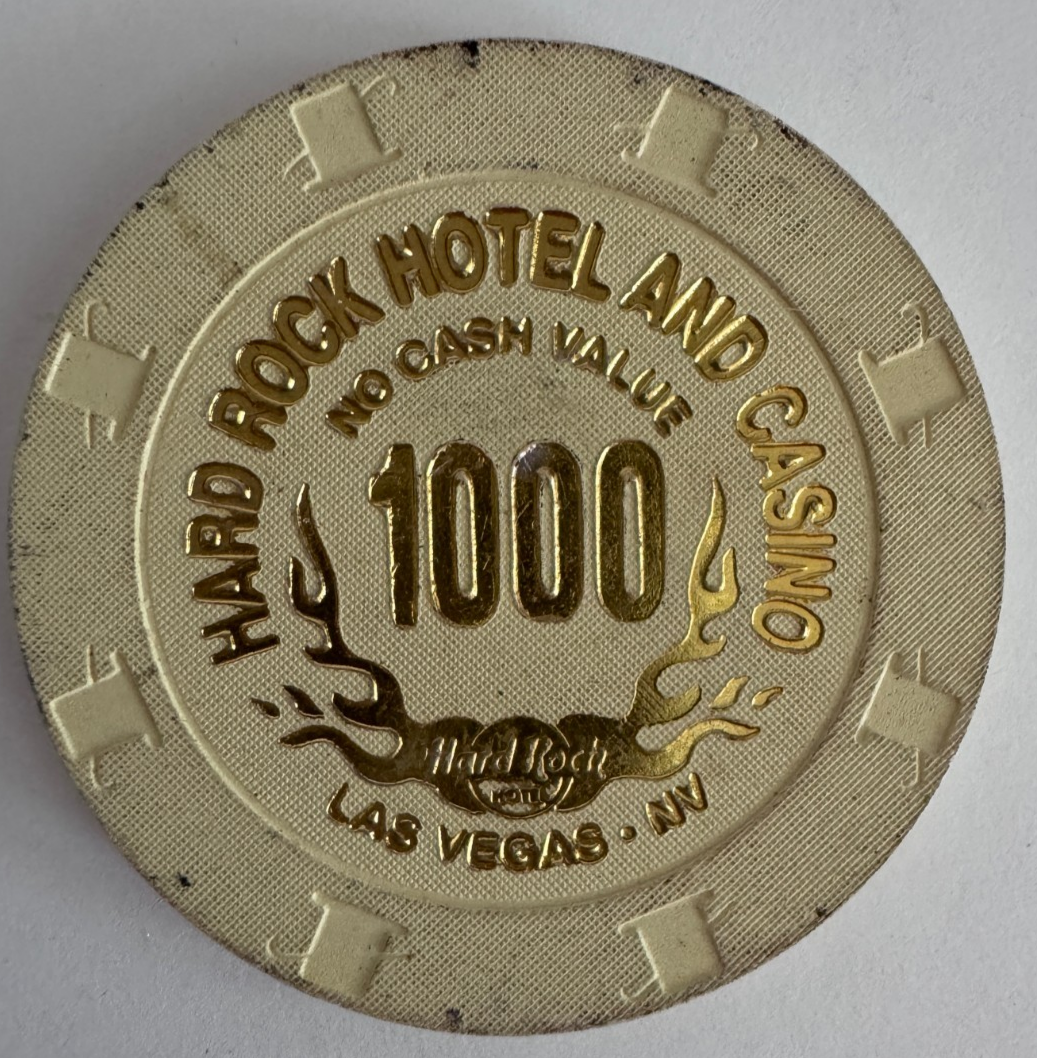 HARD ROCK HOTEL AND CASINO
NO CASH VALUE
1000
Hard Rock
HOTEL
LAS VEGAS • NV